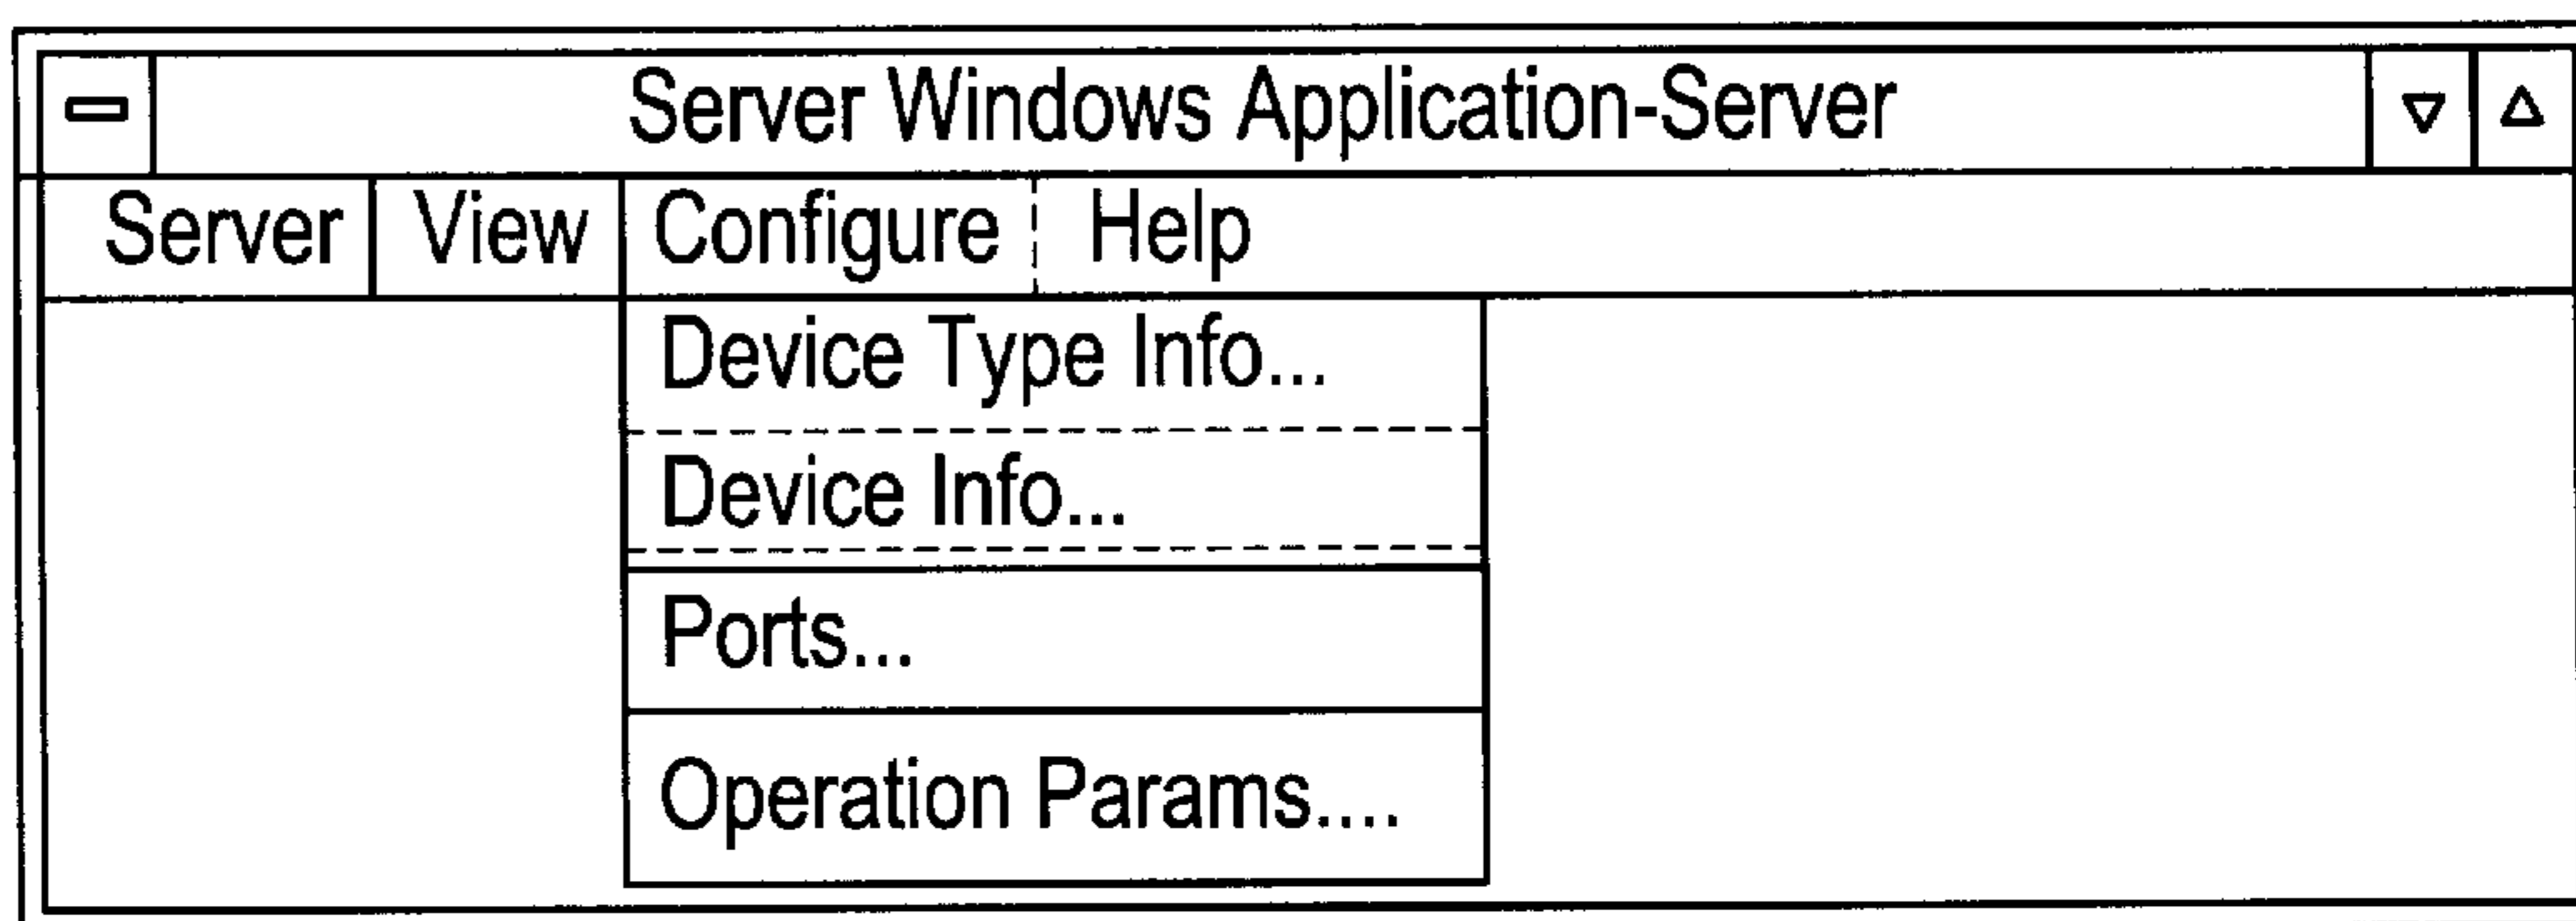 Server Windows Application-Server
Server View Configure Help
Device Type Info...
Device Info...
Ports...
Operation Params....